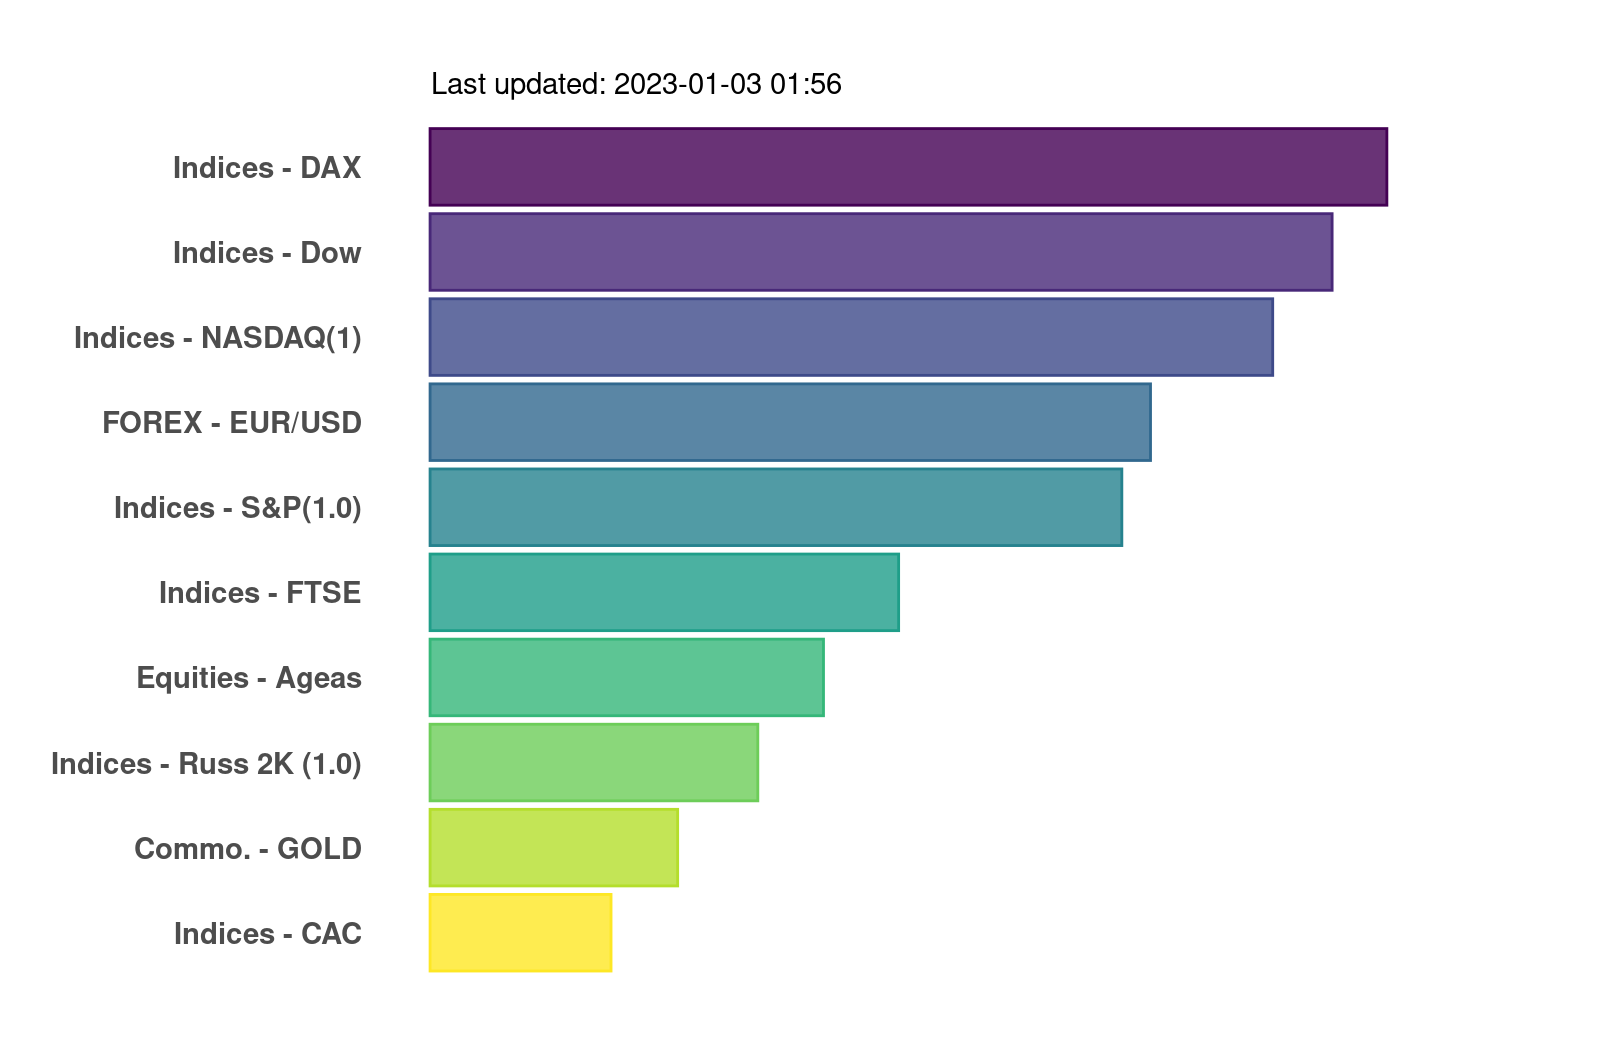 Last updated: 2023-01-03 01:56
Indices - DAX
Indices - Dow
Indices - NASDAQ(1)
FOREX - EUR/USD
Indices - S&P(1.0)
Indices - FTSE
Equities - Ageas
Indices - Russ 2K (1.0)
Commo. - GOLD
Indices - CAC